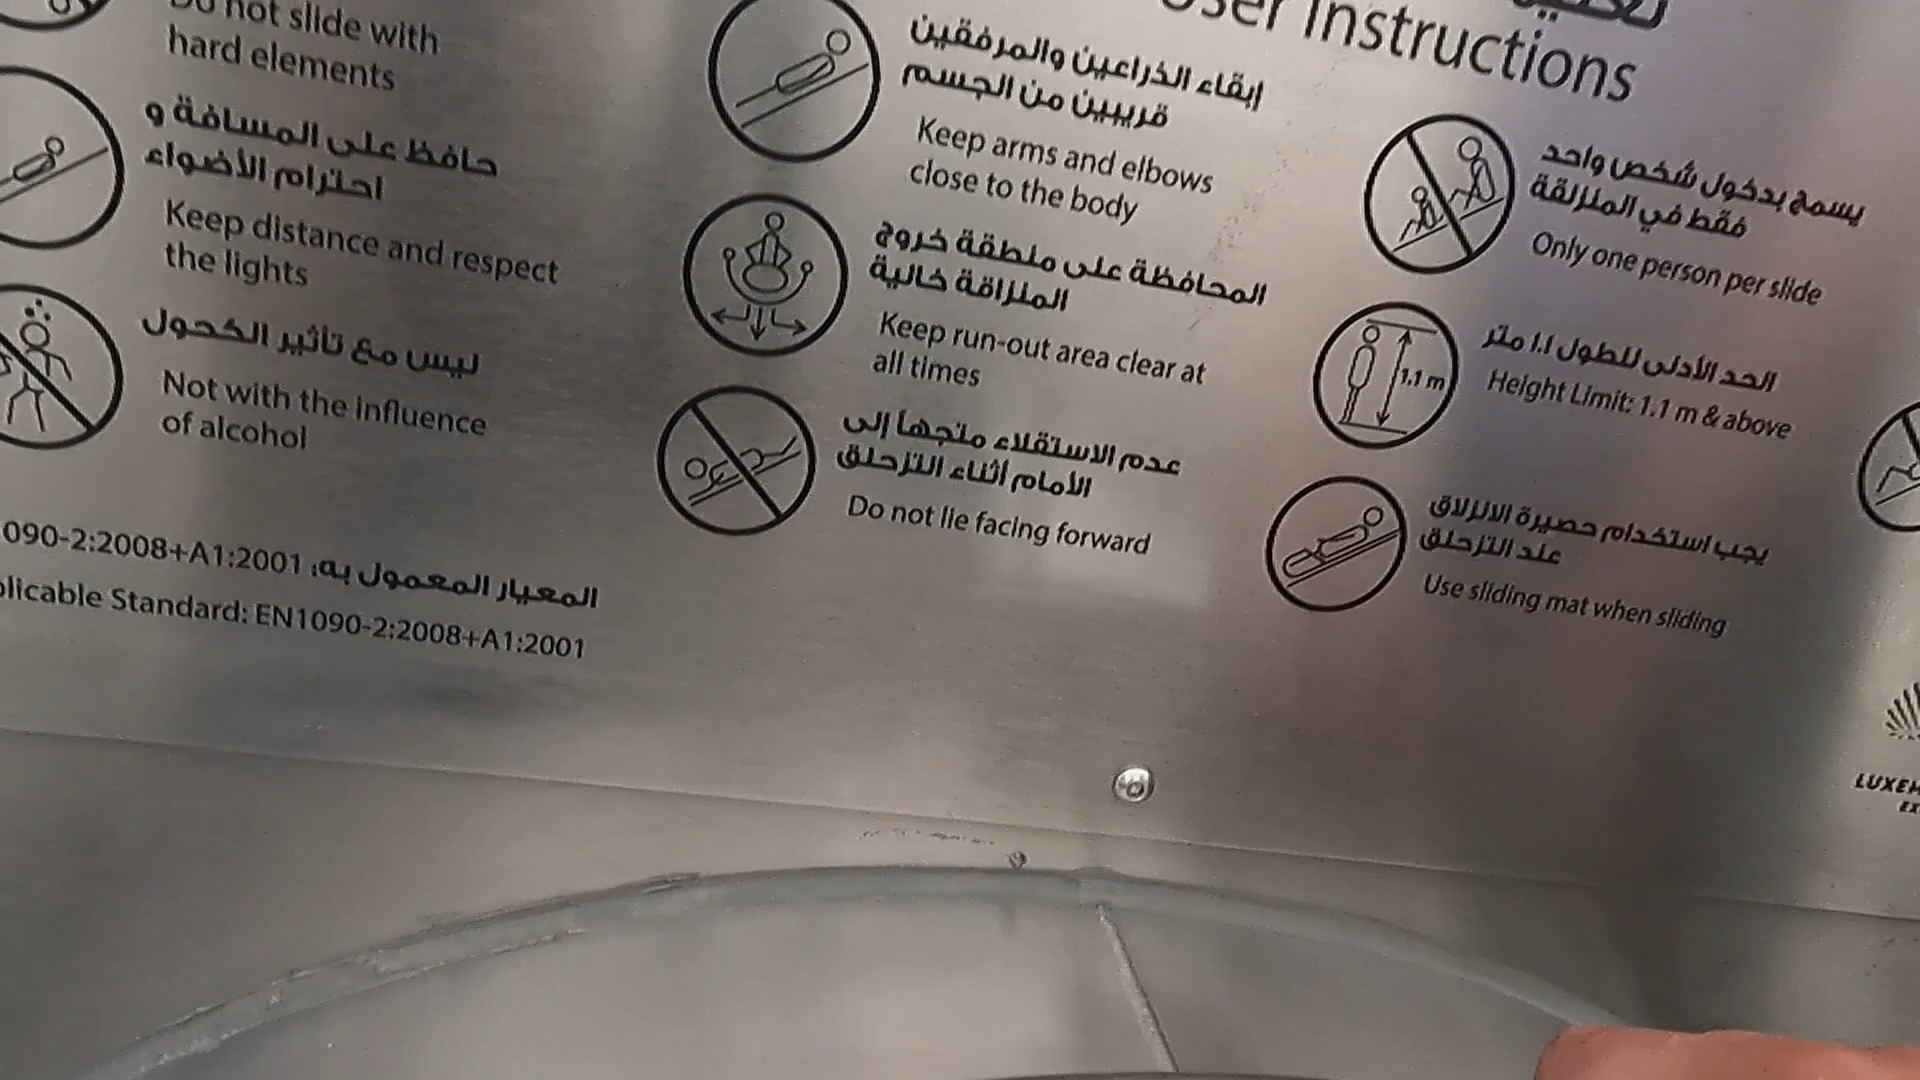 User Instructions
يسمح بدخول شخص واحد
فقط في المنزلقة
Only one person per slide
الحد الأدنى للطول ١.١ متر
1.1 m
Height Limit: 1.1 m & above
يجب استخدام حصيرة الانزلاق
عند التزحلق
Use sliding mat when sliding
إبقاء الذراعين والمرفقين
قريبين من الجسم
Keep arms and elbows
close to the body
المحافظة على منطقة خروج
المنزلقة خالية
Keep run-out area clear at
all times
عدم الاستلقاء متجهاً إلى
الأمام أثناء التزحلق
Do not lie facing forward
Do not slide with
hard elements
حافظ على المسافة و
احترام الأضواء
Keep distance and respect
the lights
ليس مع تأثير الكحول
Not with the influence
of alcohol
المعيار المعمول به: 090-2:2008+A1:2001
Standard: EN1090-2:2008+A1:2001